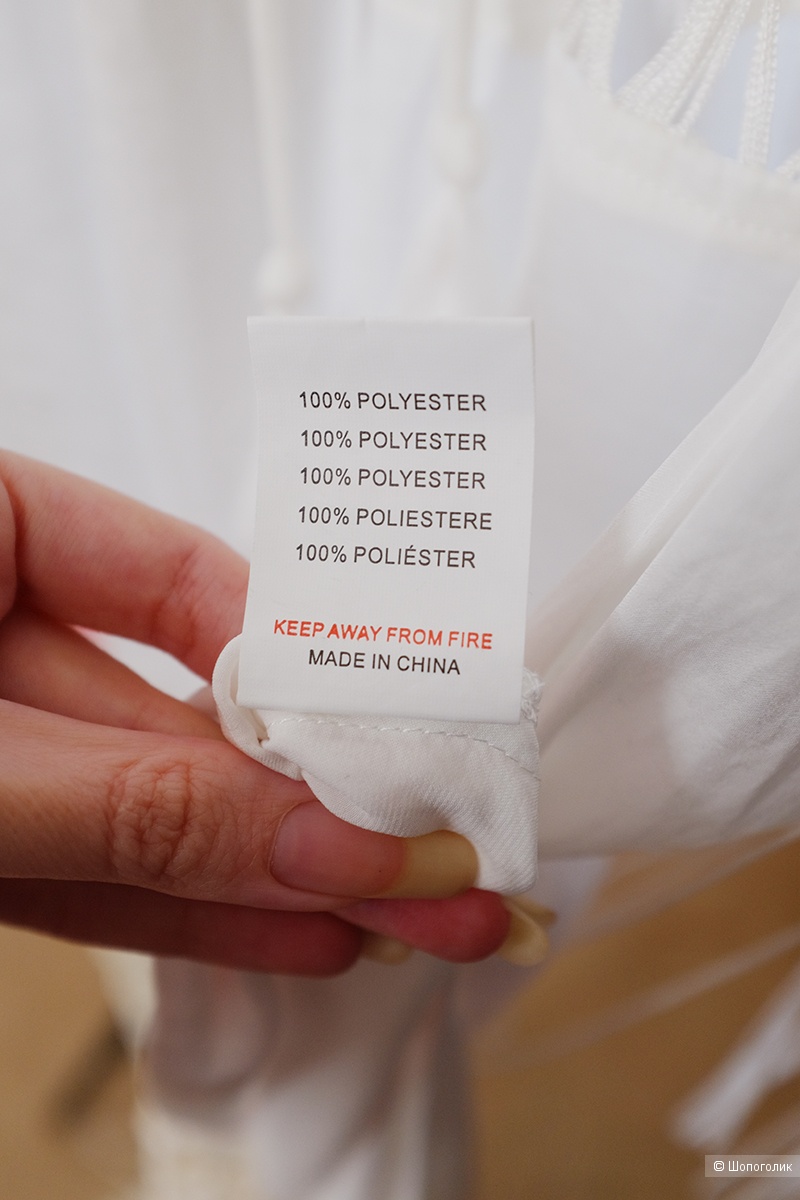 100% POLYESTER
100% POLYESTER
100% POLYESTER
100% POLIESTERE
100% POLIÉSTER
KEEP AWAY FROM FIRE
MADE IN CHINA
© Шопоголик